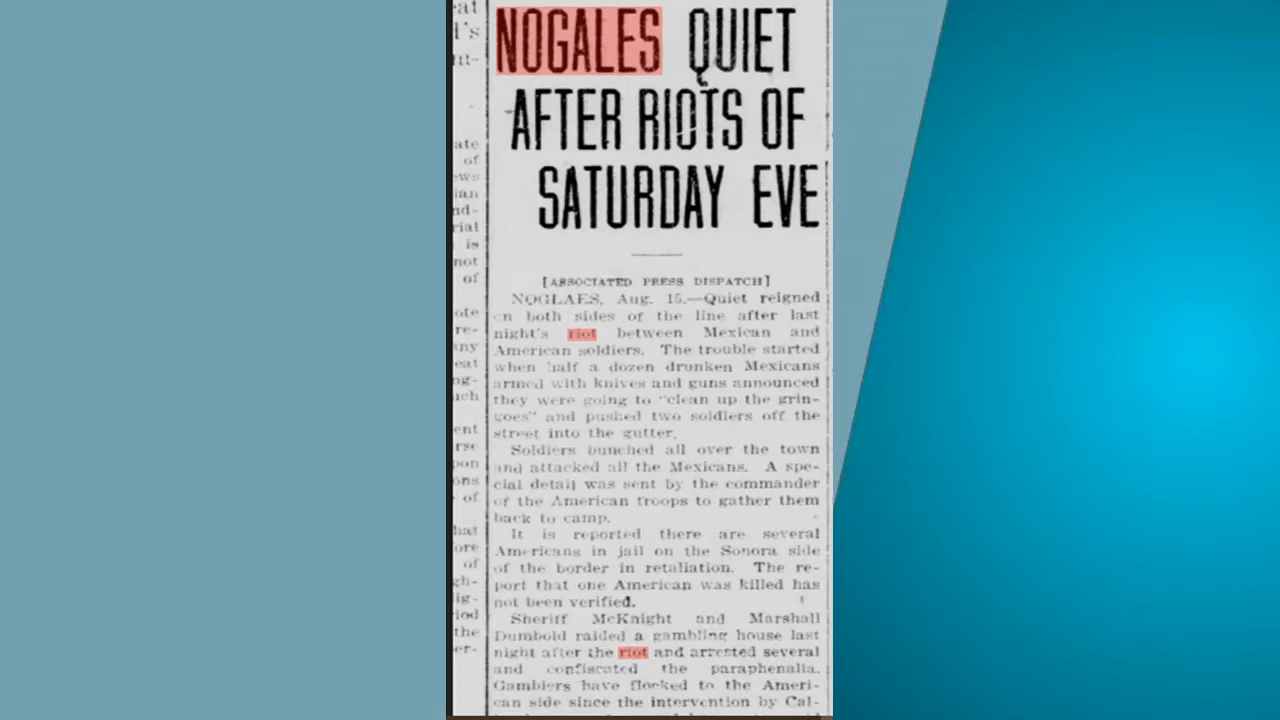 NOGALES QUIET
AFTER RIOTS OF
SATURDAY EVE
[ASSOCIATED PRESS DISPATCH]
NOGLAES, Aug. 15.—Quiet reigned
on both sides of the line after last
night's riot between Mexican and
American soldiers. The trouble started
when half a dozen drunken Mexicans
armed with knives and guns announced
they were going to "clean up the grin-
goes" and pushed two soldiers off the
street into the gutter.
Soldiers bunched all over the town
and attacked all the Mexicans. A spe-
cial detail was sent by the commander
of the American troops to gather them
back to camp.
It is reported there are several
Americans in jail on the Sonora side
of the border in retaliation. The re-
port that one American was killed has
not been verified.
Sheriff McKnight and Marshall
Dumbold raided a gambling house last
night after the riot and arrested several
and confiscated the paraphenalia.
Gamblers have flocked to the Ameri-
can side since the intervention by Cal-